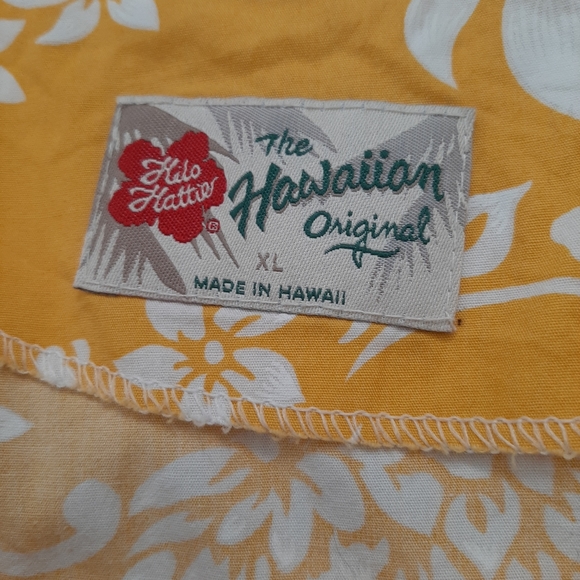 Hilo
Hattie
The
Hawaiian
Original
XL
MADE IN HAWAII